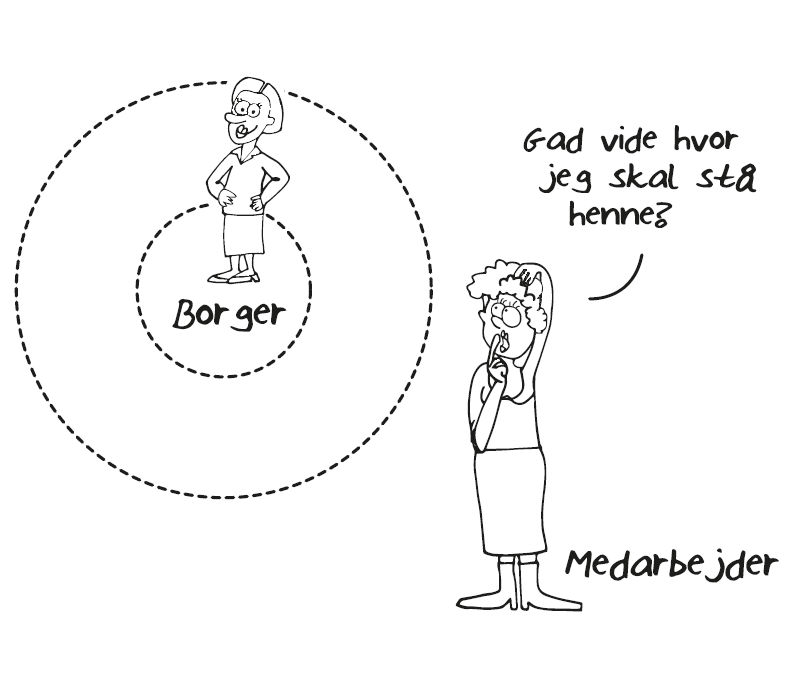 Gad vide hvor
jeg skal stå
henne?
Borger
Medarbejder